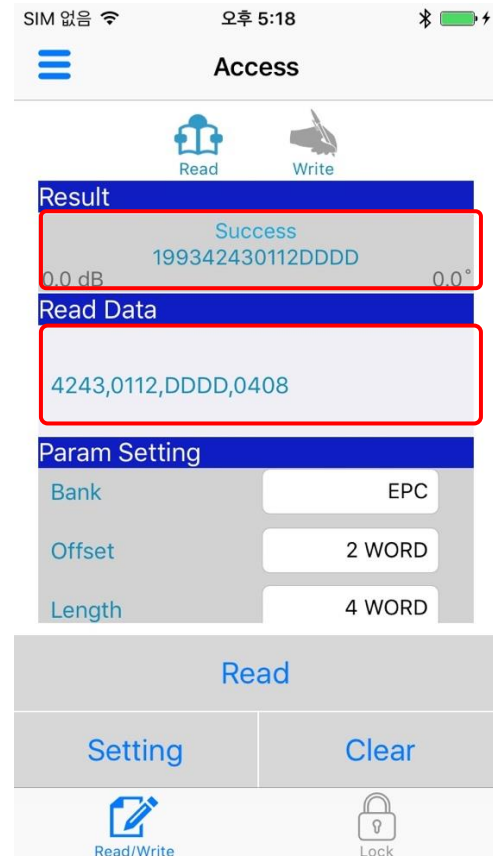 SIM 없음 오후 5:18
Access
Read Write
Result
Success
199342430112DDDD
0.0 dB 0.0°
Read Data
4243,0112,DDDD,0408
Param Setting
Bank EPC
Offset 2 WORD
Length 4 WORD
Read
Setting Clear
Read/Write Lock